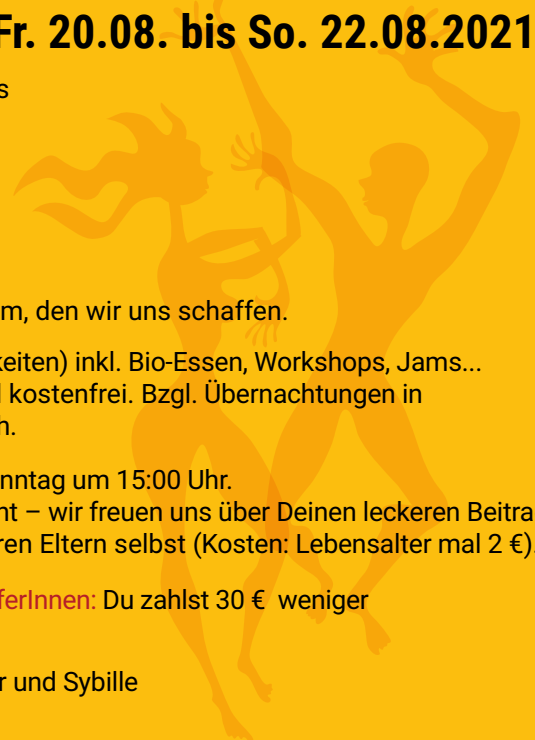 Fr. 20.08. bis So. 22.08.2021
s
m, den wir uns schaffen.
keiten) inkl. Bio-Essen, Workshops, Jams...
l kostenfrei. Bzgl. Übernachtungen in
h.
nntag um 15:00 Uhr.
nt – wir freuen uns über Deinen leckeren Beitra
ren Eltern selbst (Kosten: Lebensalter mal 2 €).
ferInnen: Du zahlst 30 € weniger
r und Sybille